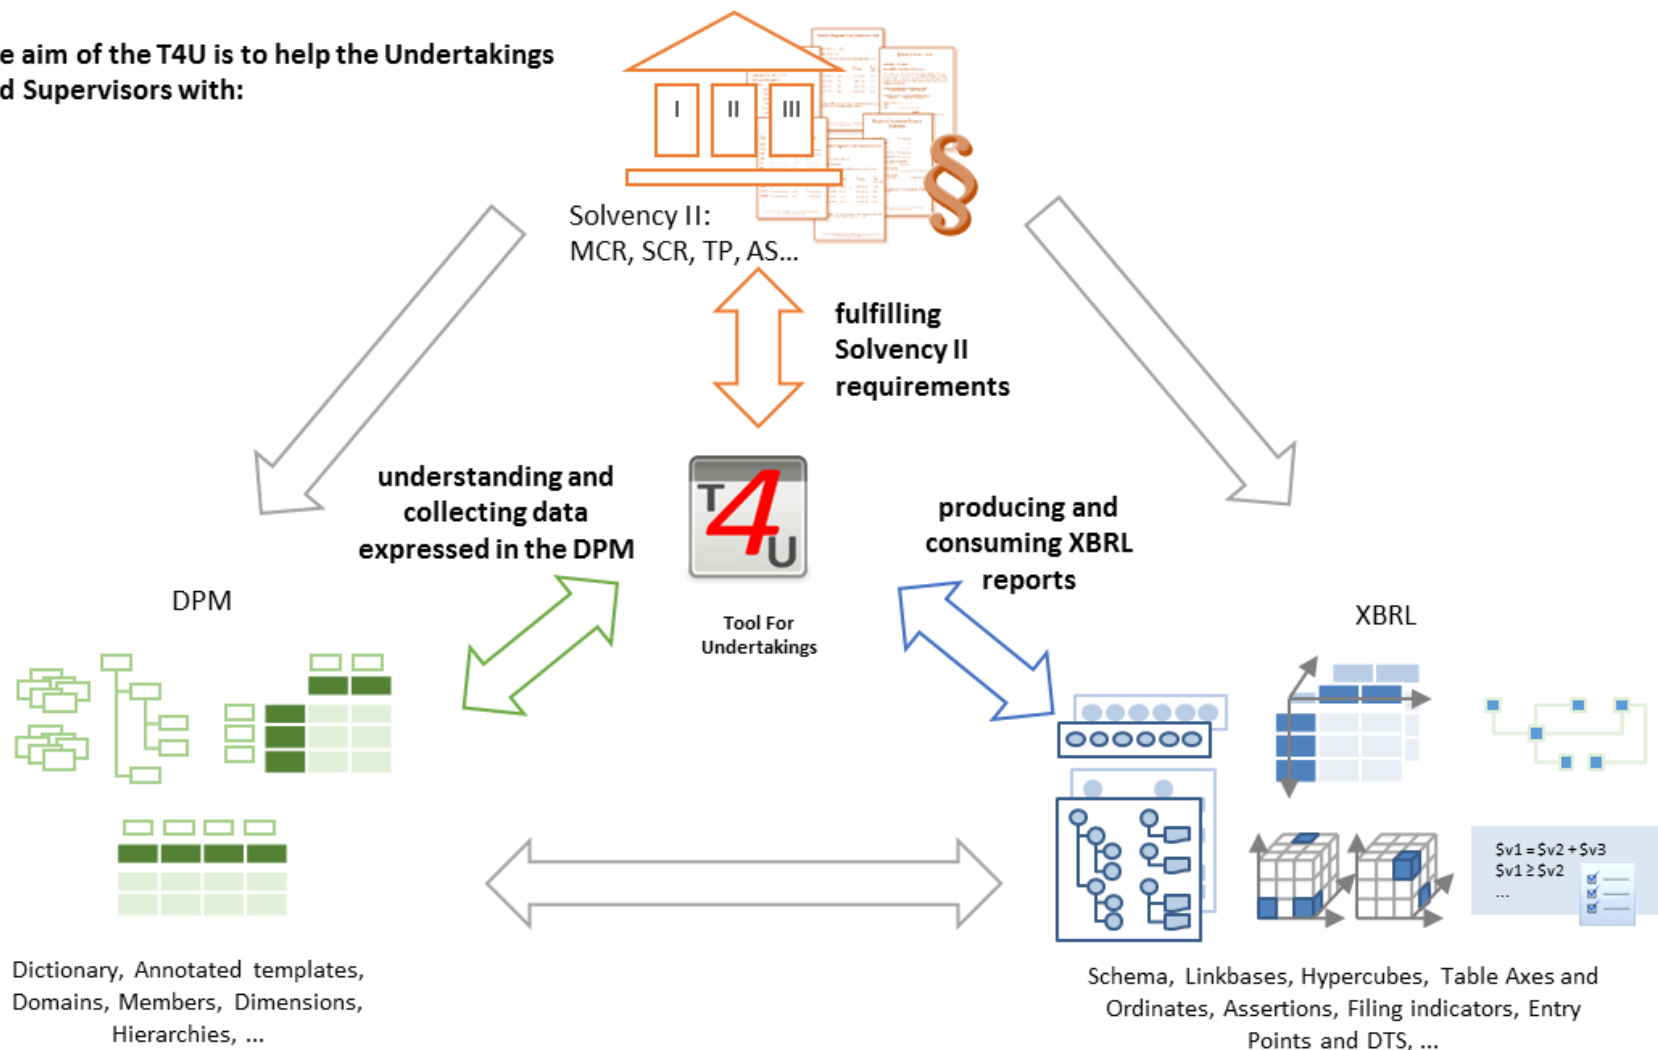 e aim of the T4U is to help the Undertakings
d Supervisors with:
I II III
Solvency II:
MCR, SCR, TP, AS...
§
fulfilling
Solvency II
requirements
understanding and
collecting data
expressed in the DPM
T4U
Tool For
Undertakings
producing and
consuming XBRL
reports
DPM
XBRL
$v1 = $v2 + $v3
$v1 ≥ $v2
...
Dictionary, Annotated templates,
Domains, Members, Dimensions,
Hierarchies, ...
Schema, Linkbases, Hypercubes, Table Axes and
Ordinates, Assertions, Filing indicators, Entry
Points and DTS, ...